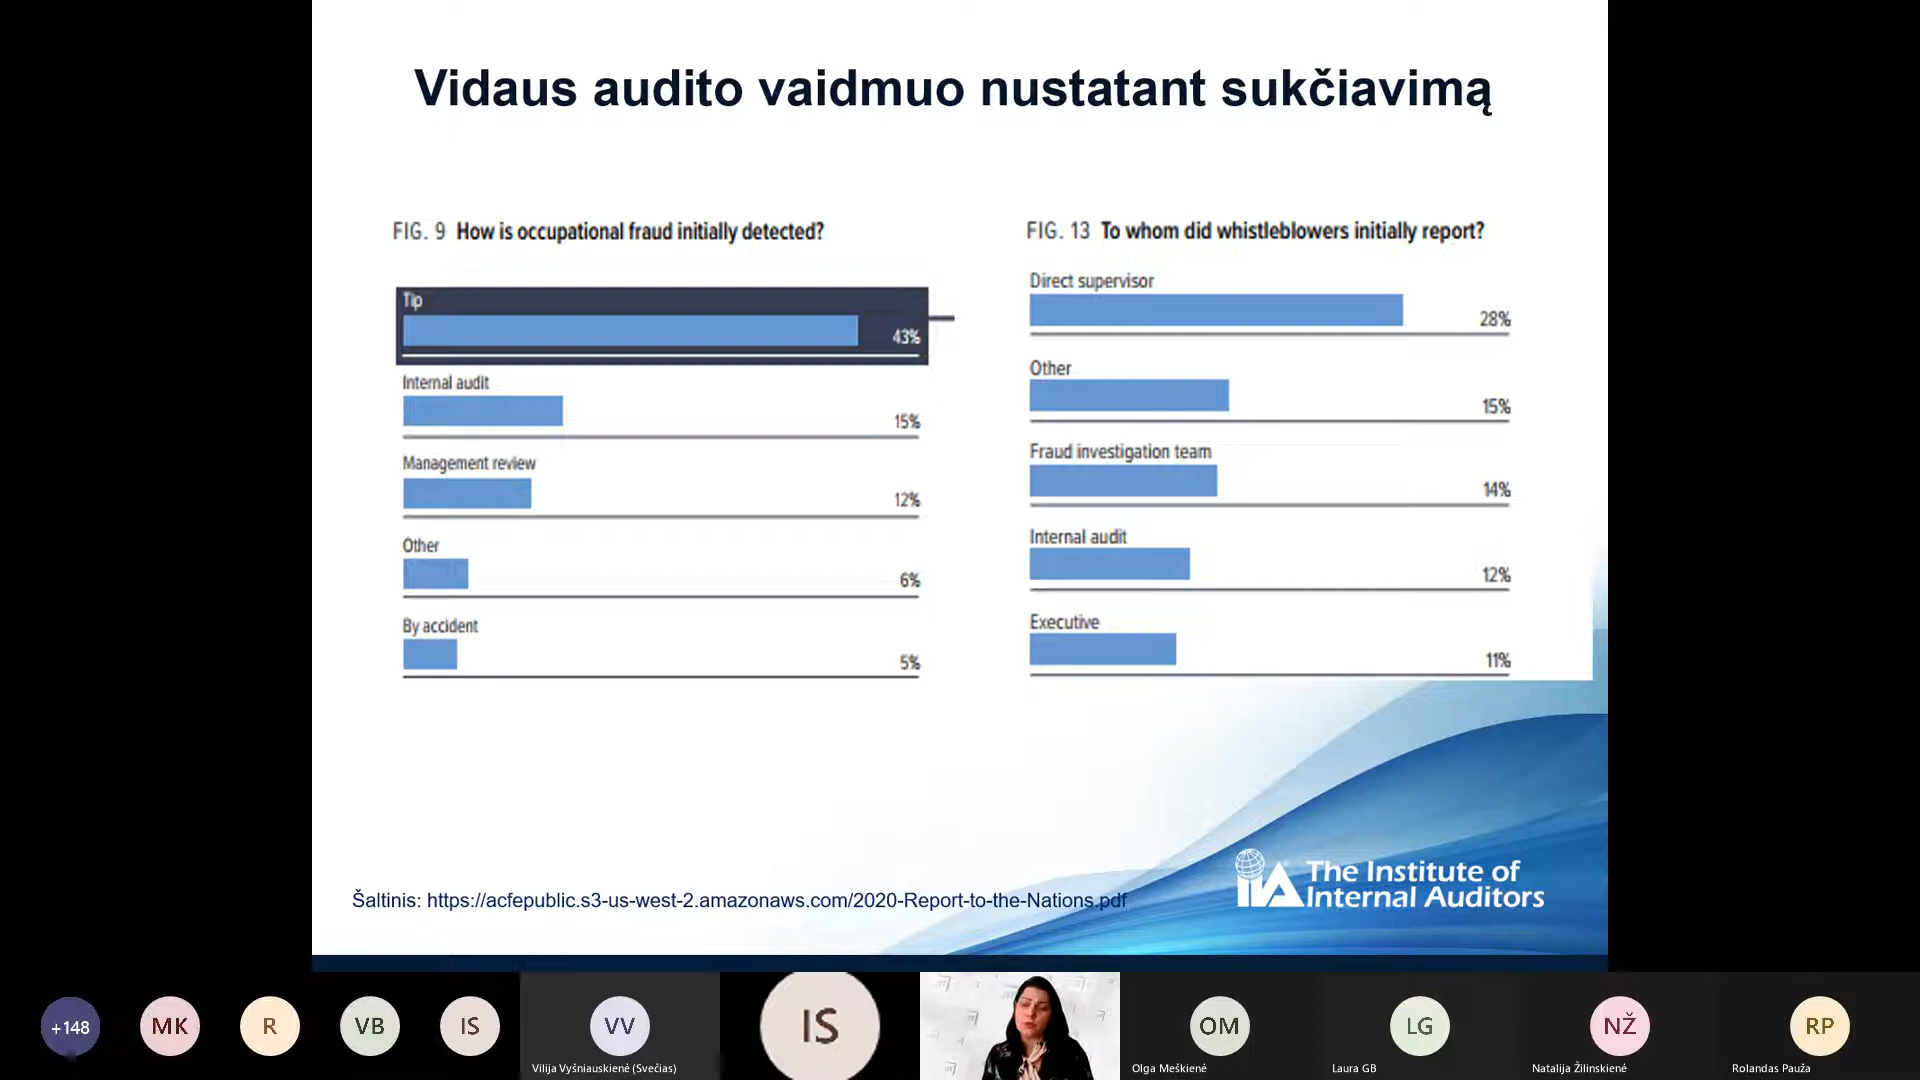 Vidaus audito vaidmuo nustatant sukčiavimą
FIG. 9 How is occupational fraud initially detected?
Tip
43%
Internal audit
15%
Management review
12%
Other
6%
By accident
5%
FIG. 13 To whom did whistleblowers initially report?
Direct supervisor
28%
Other
15%
Fraud investigation team
14%
Internal audit
12%
Executive
11%
Šaltinis: https://acfepublic.s3-us-west-2.amazonaws.com/2020-Report-to-the-Nations.pdf
IIA
The Institute of
Internal Auditors
+148
MK
R
VB
IS
VV
Vilija Vyšniauskienė (Svečias)
IS
OM
Olga Meškienė
LG
Laura GB
NŽ
Natalija Žilinskienė
RP
Rolandas Pauža